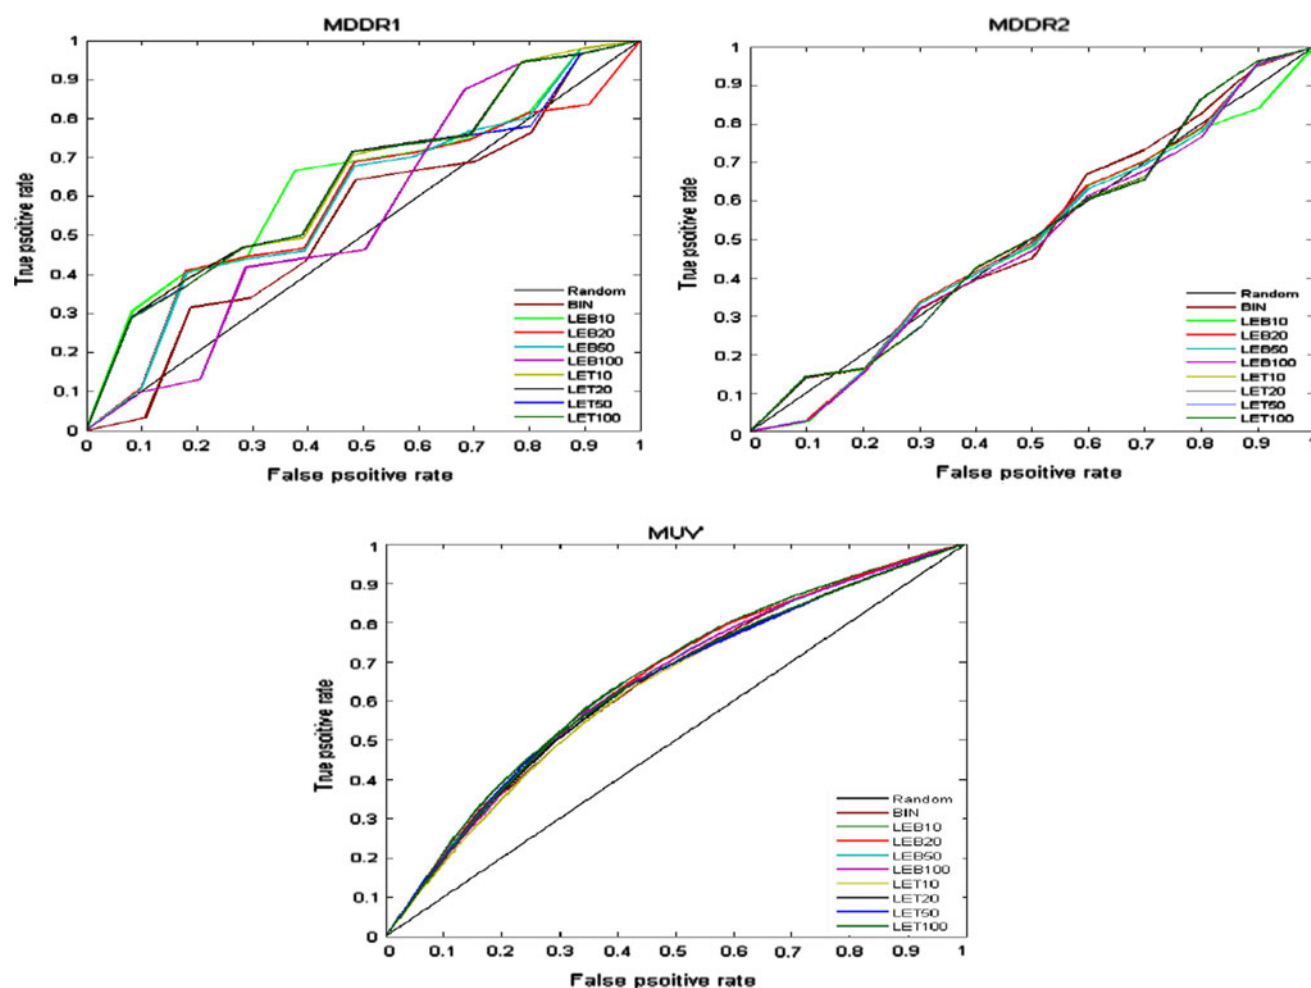 MDDR1
1
0.9
0.8
0.7
0.6
0.5
0.4
0.3
0.2
0.1
0
True psoitive rate
Random
BIN
LEB10
LEB20
LEB50
LEB100
LET10
LET20
LET50
LET100
0 0.1 0.2 0.3 0.4 0.5 0.6 0.7 0.8 0.9 1
False psoitive rate
MDDR2
1
0.9
0.8
0.7
0.6
0.5
0.4
0.3
0.2
0.1
0
True psoitive rate
Random
BIN
LEB10
LEB20
LEB50
LEB100
LET10
LET20
LET50
LET100
0 0.1 0.2 0.3 0.4 0.5 0.6 0.7 0.8 0.9 1
False psoitive rate
MUV
1
0.9
0.8
0.7
0.6
0.5
0.4
0.3
0.2
0.1
0
True psoitive rate
Random
BIN
LEB10
LEB20
LEB50
LEB100
LET10
LET20
LET50
LET100
0 0.1 0.2 0.3 0.4 0.5 0.6 0.7 0.8 0.9 1
False psoitive rate